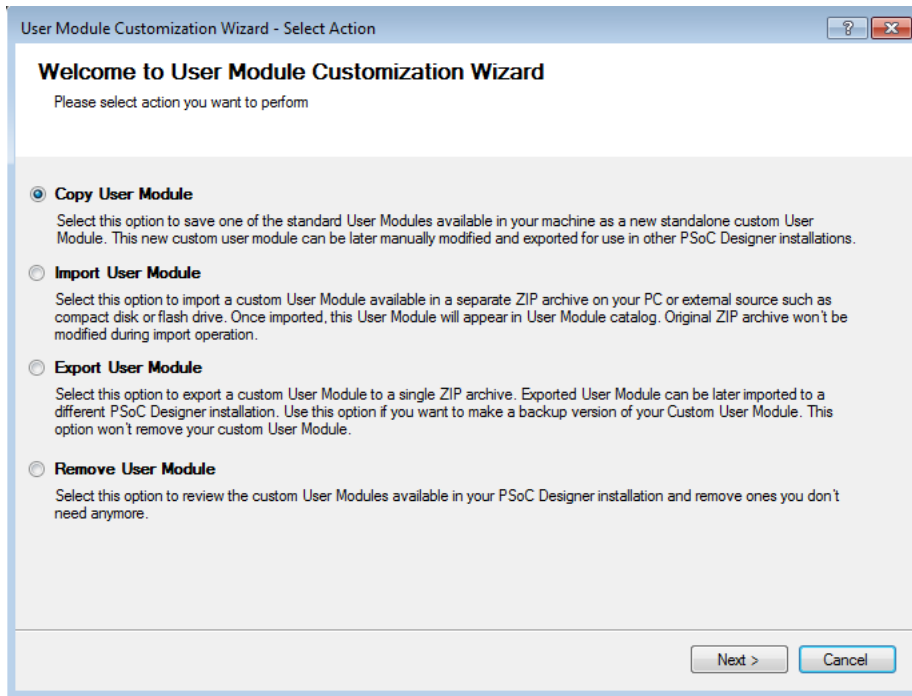 User Module Customization Wizard - Select Action
Welcome to User Module Customization Wizard
Please select action you want to perform
Copy User Module
Select this option to save one of the standard User Modules available in your machine as a new standalone custom User
Module. This new custom user module can be later manually modified and exported for use in other PSoC Designer installations.
Import User Module
Select this option to import a custom User Module available in a separate ZIP archive on your PC or external source such as
compact disk or flash drive. Once imported, this User Module will appear in User Module catalog. Original ZIP archive won't be
modified during import operation.
Export User Module
Select this option to export a custom User Module to a single ZIP archive. Exported User Module can be later imported to a
different PSoC Designer installation. Use this option if you want to make a backup version of your Custom User Module. This
option won't remove your custom User Module.
Remove User Module
Select this option to review the custom User Modules available in your PSoC Designer installation and remove ones you don't
need anymore.
Next >
Cancel